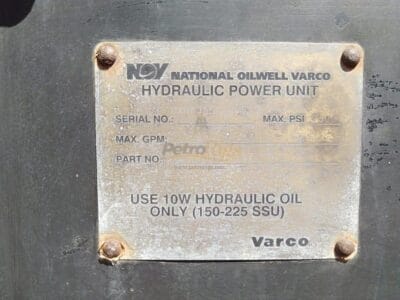 NOV NATIONAL OILWELL VARCO
HYDRAULIC POWER UNIT
SERIAL NO. MAX. PSI
MAX. GPM
PART NO. Petro
USE 10W HYDRAULIC OIL
ONLY (150-225 SSU)
Varco